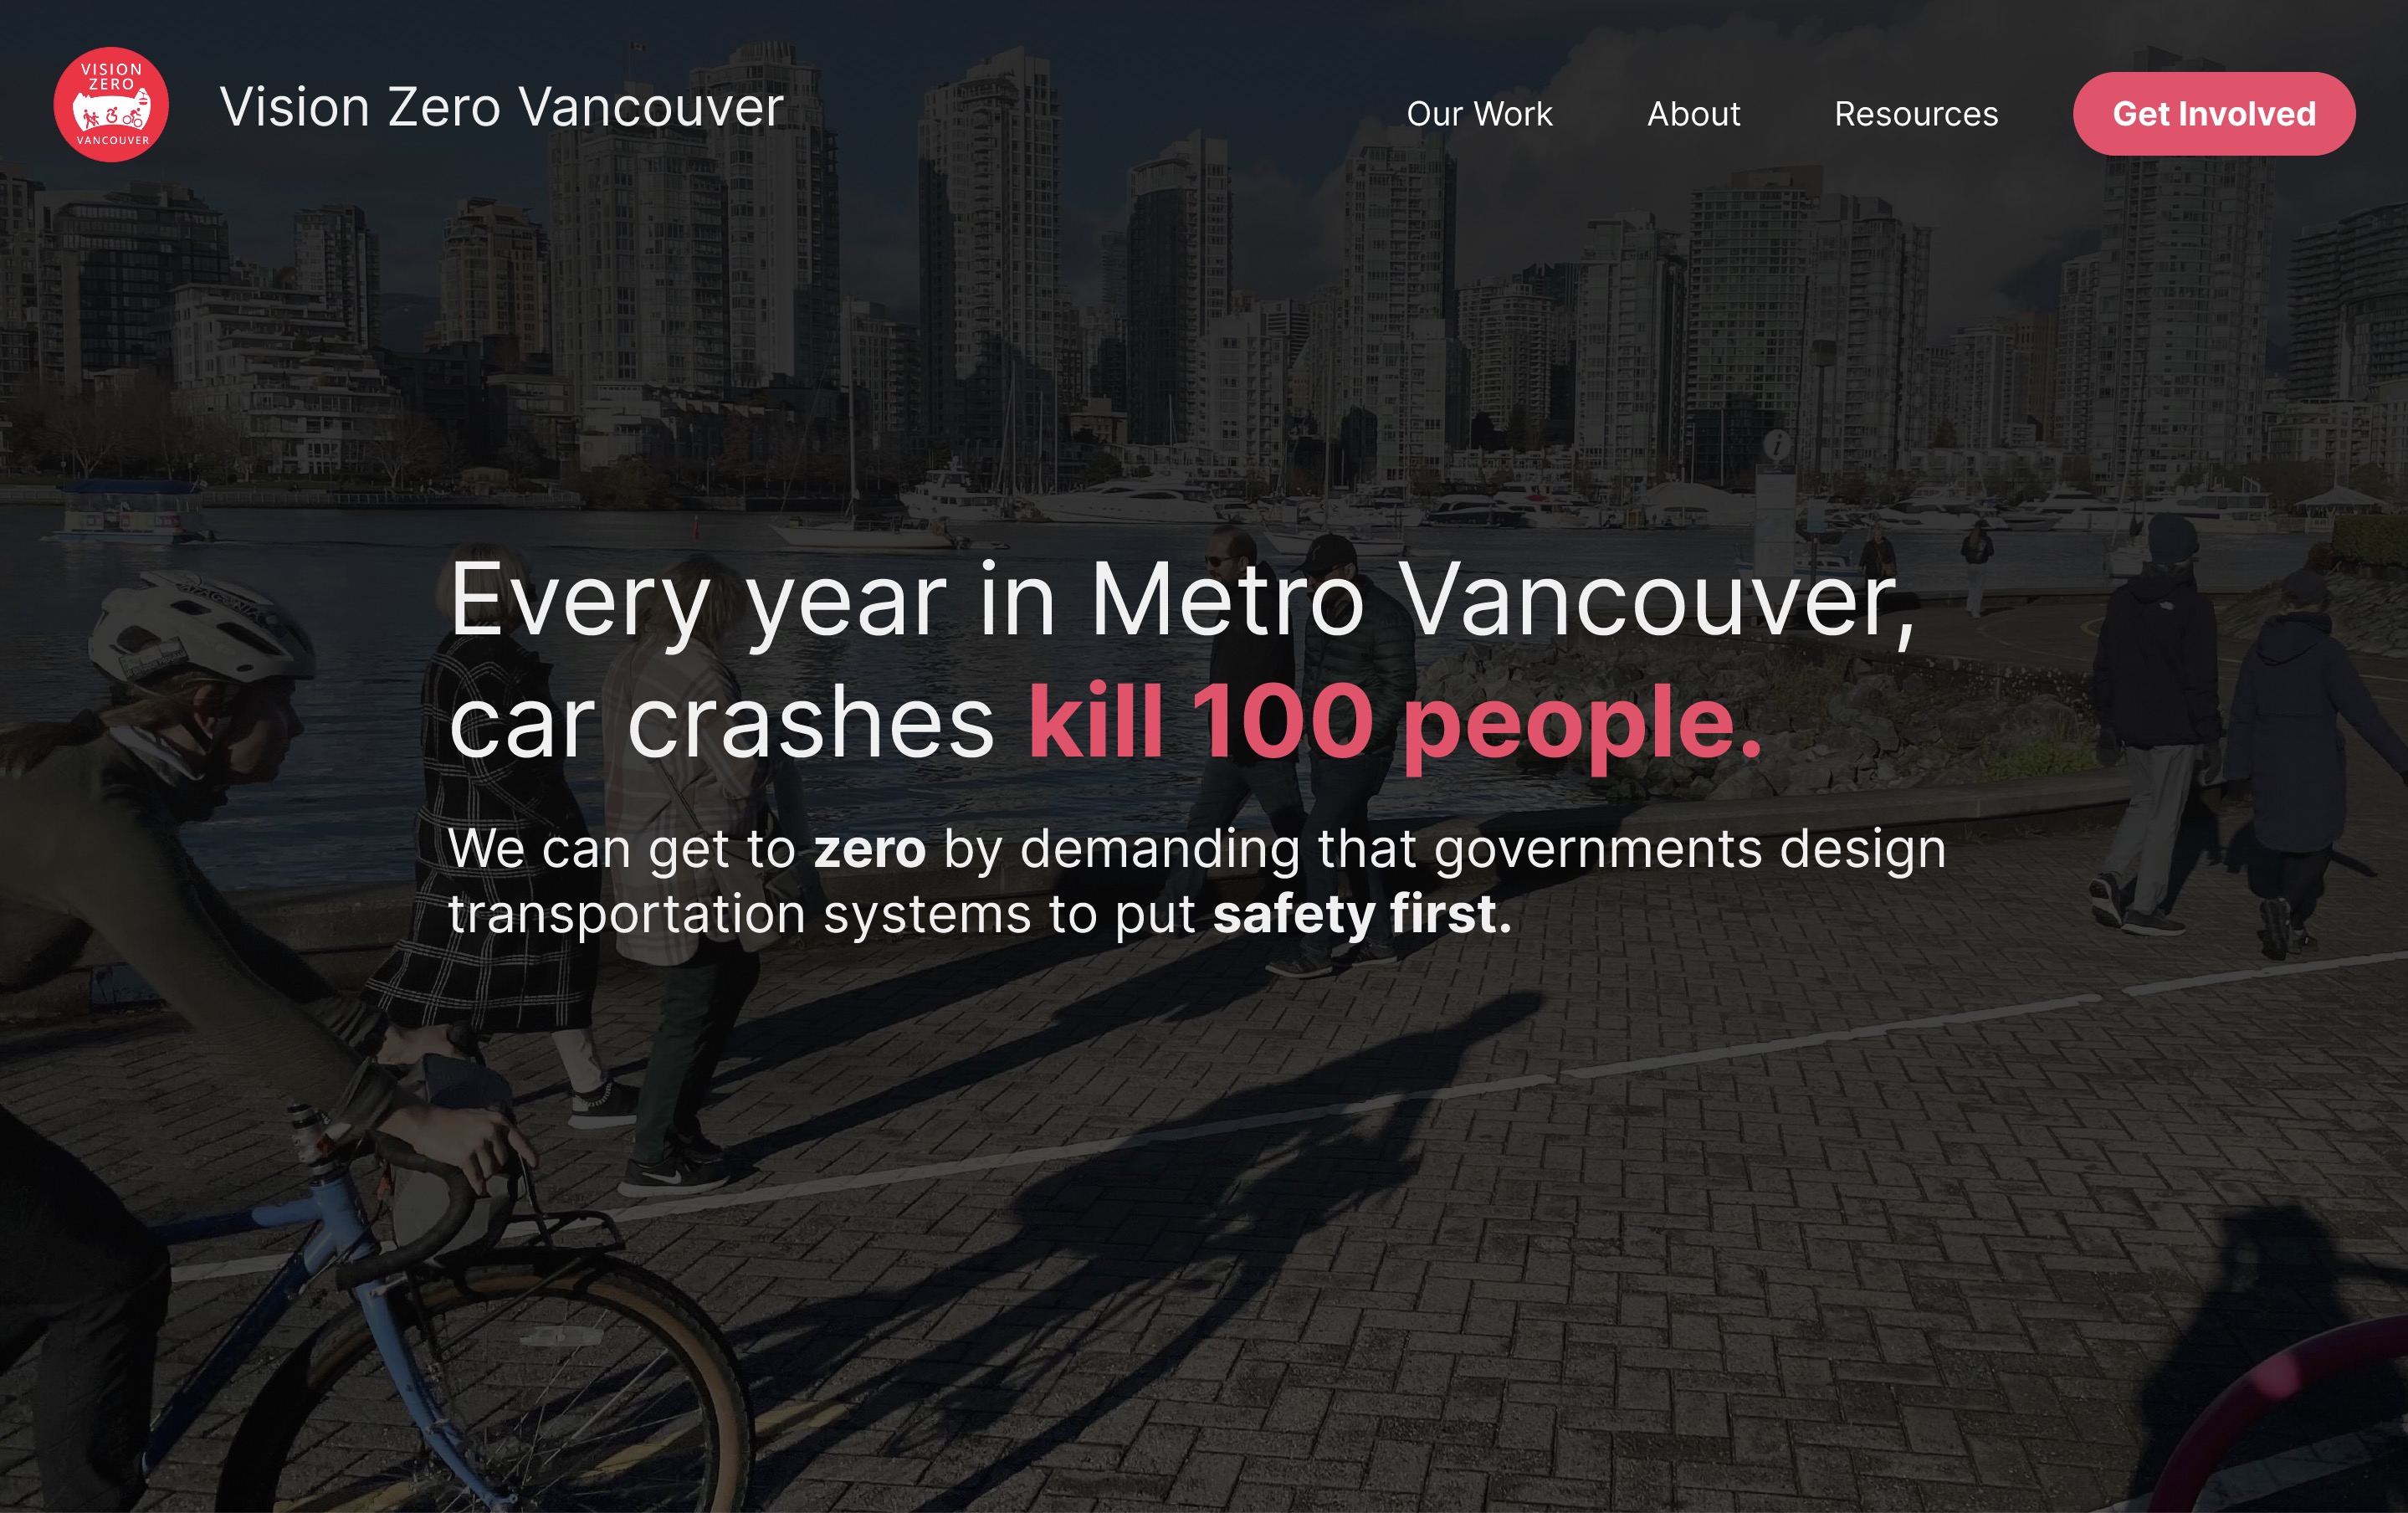 VISION
ZERO
VANCOUVER
Vision Zero Vancouver
Our Work
About
Resources
Get Involved
i
PATAGONIA
Every year in Metro Vancouver,
car crashes kill 100 people.
We can get to zero by demanding that governments design
transportation systems to put safety first.